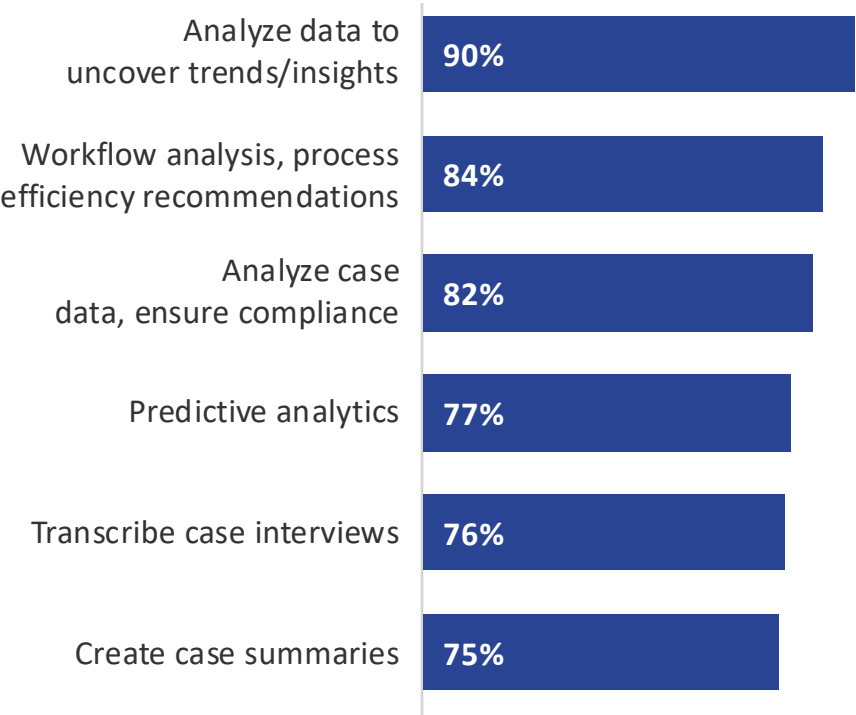 Analyze data to
uncover trends/insights
90%
Workflow analysis, process
efficiency recommendations
84%
Analyze case
data, ensure compliance
82%
Predictive analytics
77%
Transcribe case interviews
76%
Create case summaries
75%